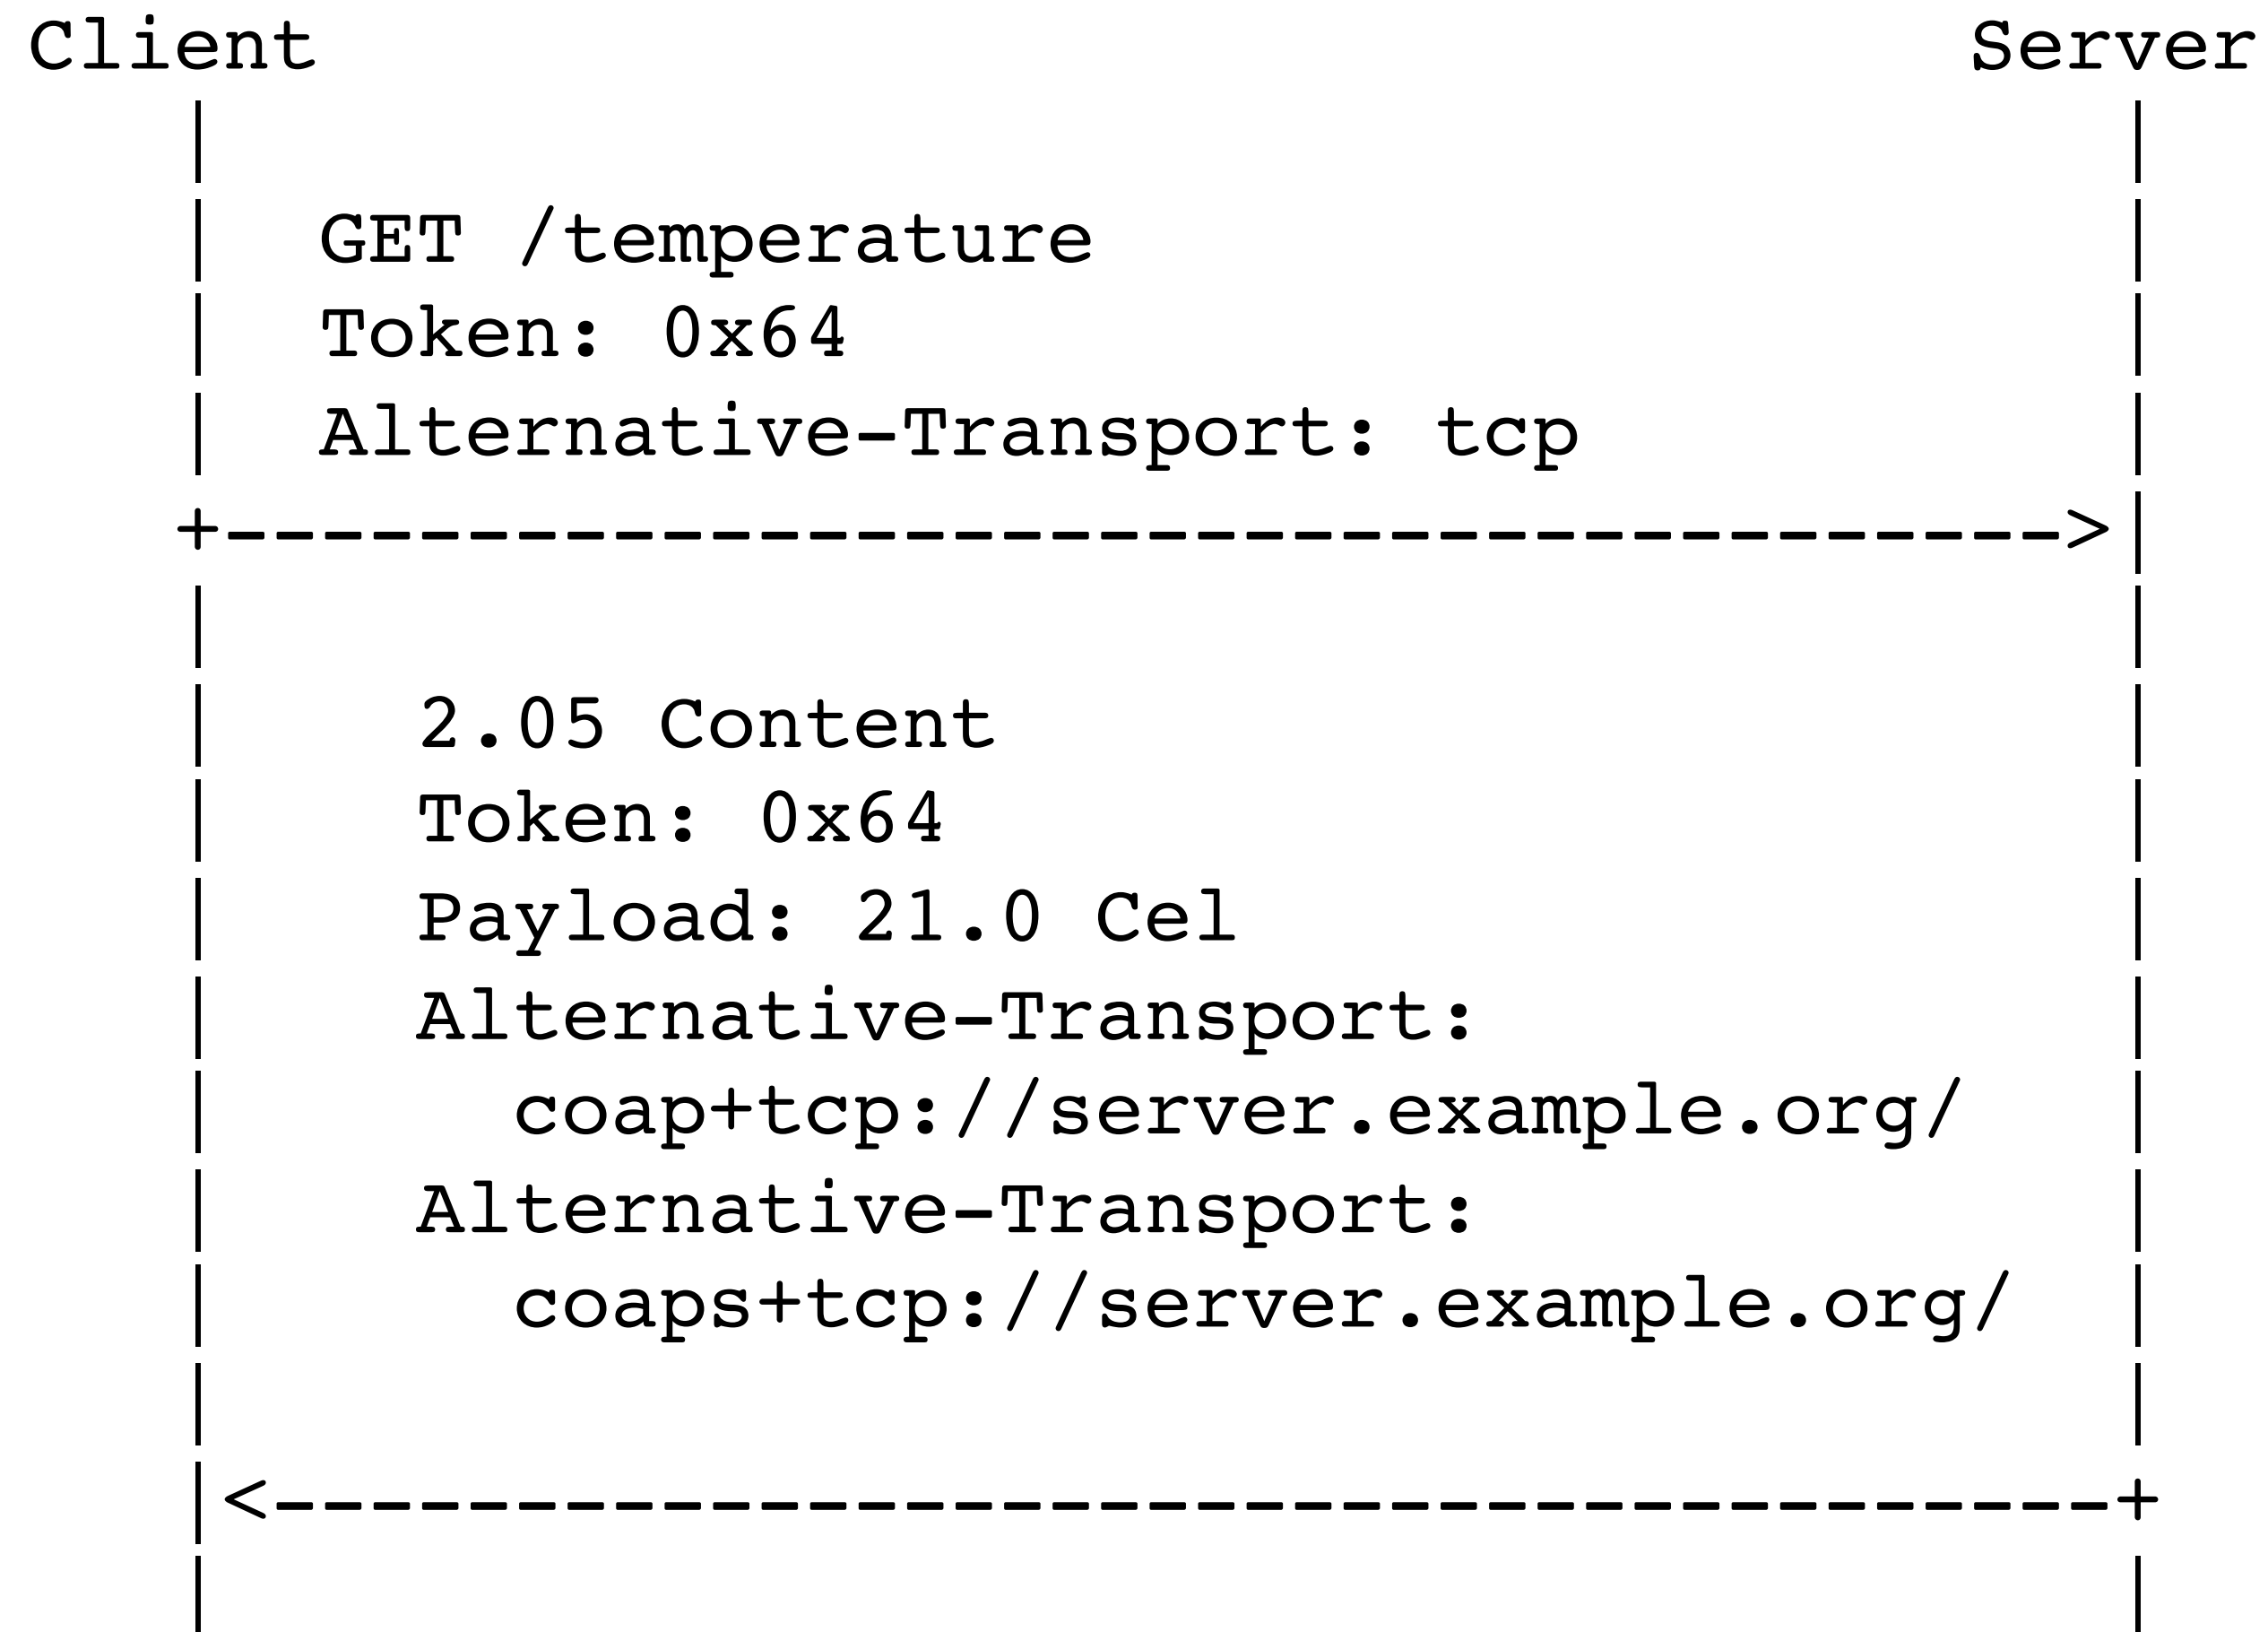 Client Server
GET /temperature
Token: 0x64
Alternative-Transport: tcp
+-------------------------------------->
2.05 Content
Token: 0x64
Payload: 21.0 Cel
Alternative-Transport:
coap+tcp://server.example.org/
Alternative-Transport:
coaps+tcp://server.example.org/
<--------------------------------------+